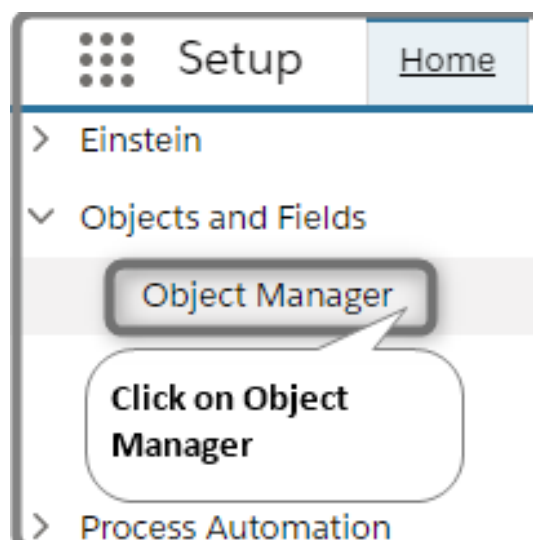 Setup Home
Einstein
Objects and Fields
Object Manager
Click on Object
Manager
Process Automation